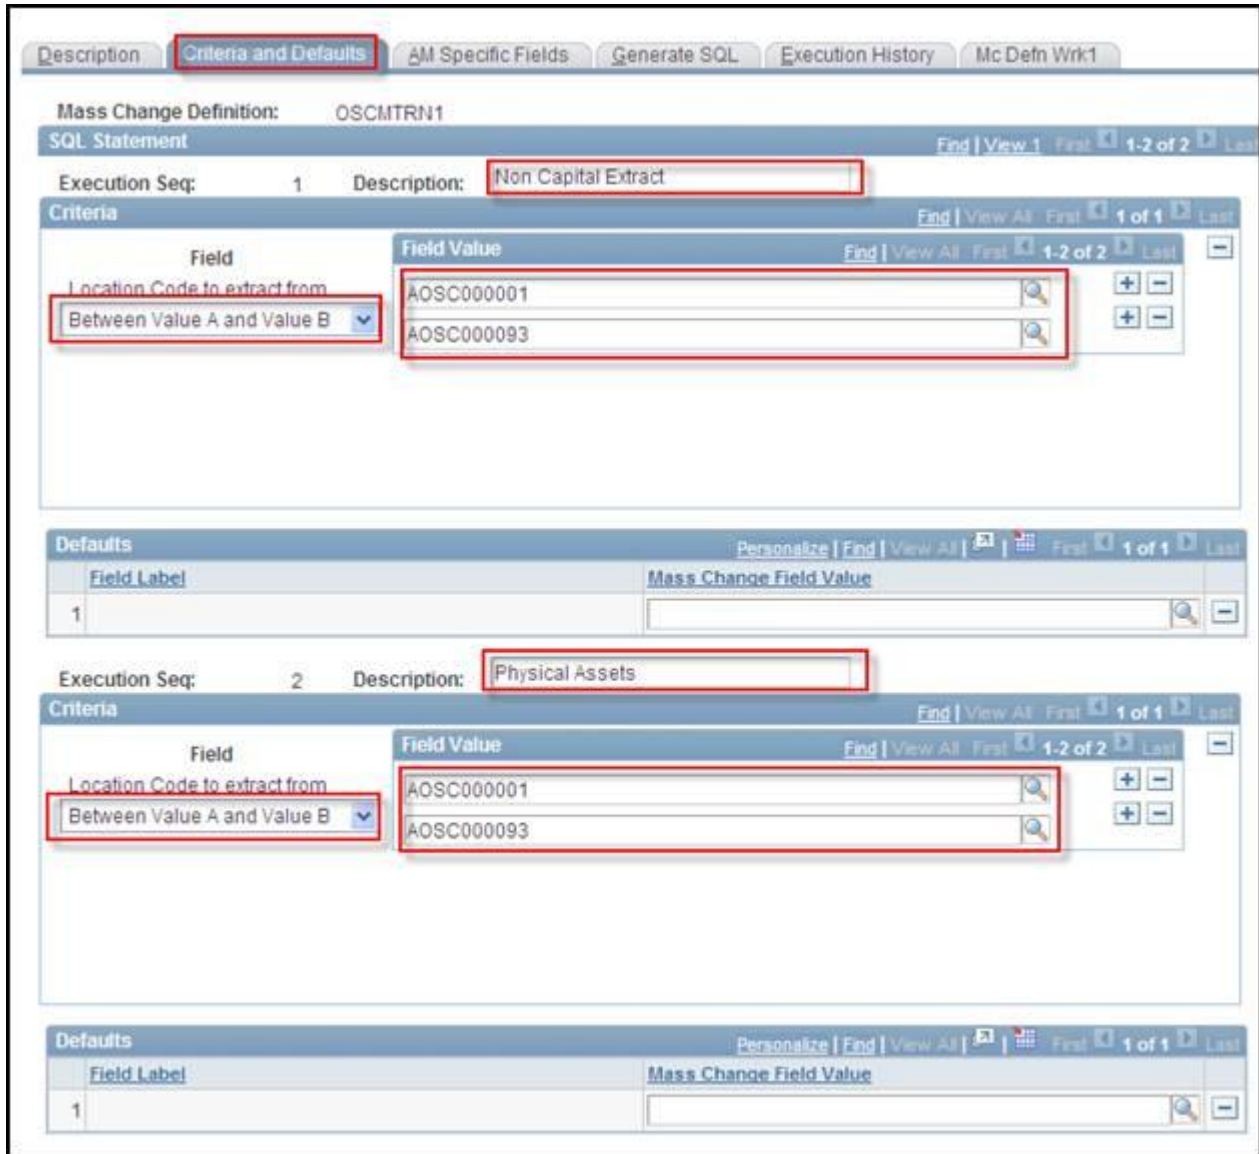 Description Criteria and Defaults AM Specific Fields Generate SQL Execution History Mc Defn Wrk1
Mass Change Definition: OSCMTRN1
SQL Statement Find | View 1 First 1-2 of 2 Last
Execution Seq: 1 Description: Non Capital Extract
Criteria Find | View All First 1 of 1 Last
Field Field Value Find | View All First 1-2 of 2 Last
Location Code to extract from AOSC000001
Between Value A and Value B AOSC000093
Defaults Personalize | Find | View All | | First 1 of 1 Last
Field Label Mass Change Field Value
1
Execution Seq: 2 Description: Physical Assets
Criteria Find | View All First 1 of 1 Last
Field Field Value Find | View All First 1-2 of 2 Last
Location Code to extract from AOSC000001
Between Value A and Value B AOSC000093
Defaults Personalize | Find | View All | | First 1 of 1 Last
Field Label Mass Change Field Value
1